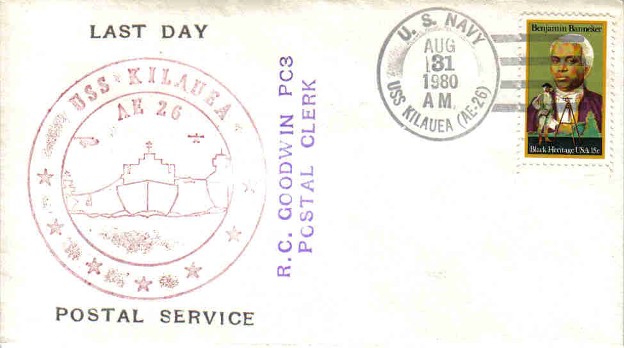 LAST DAY
USS KILAUEA
AE 26
POSTAL SERVICE
R.C. GOODWIN PC3
POSTAL CLERK
U. S. NAVY
AUG
31
1980
A.M.
USS KILAUEA (AE-26)
Benjamin Banneker
Black Heritage USA 15c